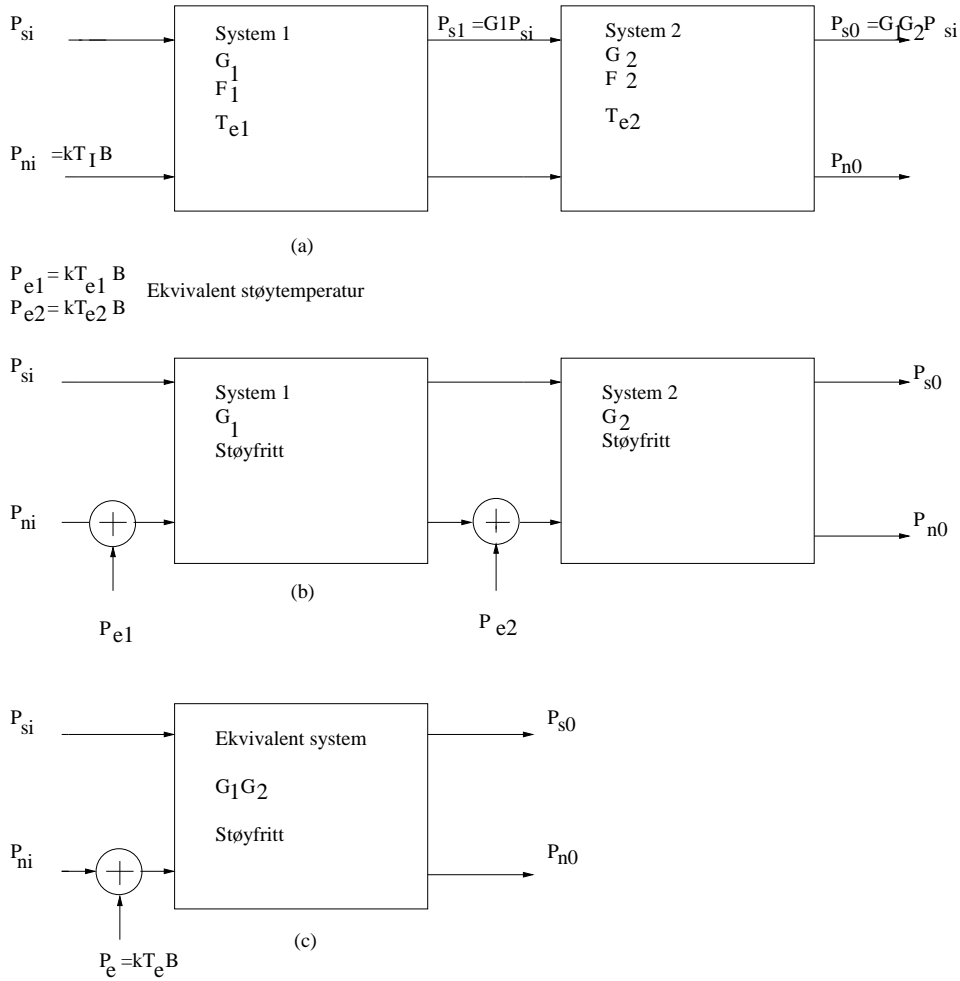 P_si
System 1
G_1
F_1
T_e1
P_s1 =G1P_si
System 2
G_2
F_2
T_e2
P_s0 =G_1G_2P_si
P_ni =kT_I B
P_n0
(a)
P_e1 = kT_e1 B
P_e2 = kT_e2 B
Ekvivalent støytemperatur
P_si
System 1
G_1
Støyfritt
System 2
G_2
Støyfritt
P_s0
P_ni
+
+
P_n0
(b)
P_e1
P_e2
P_si
Ekvivalent system
G_1G_2
Støyfritt
P_s0
P_ni
+
P_n0
(c)
P_e =kT_e B